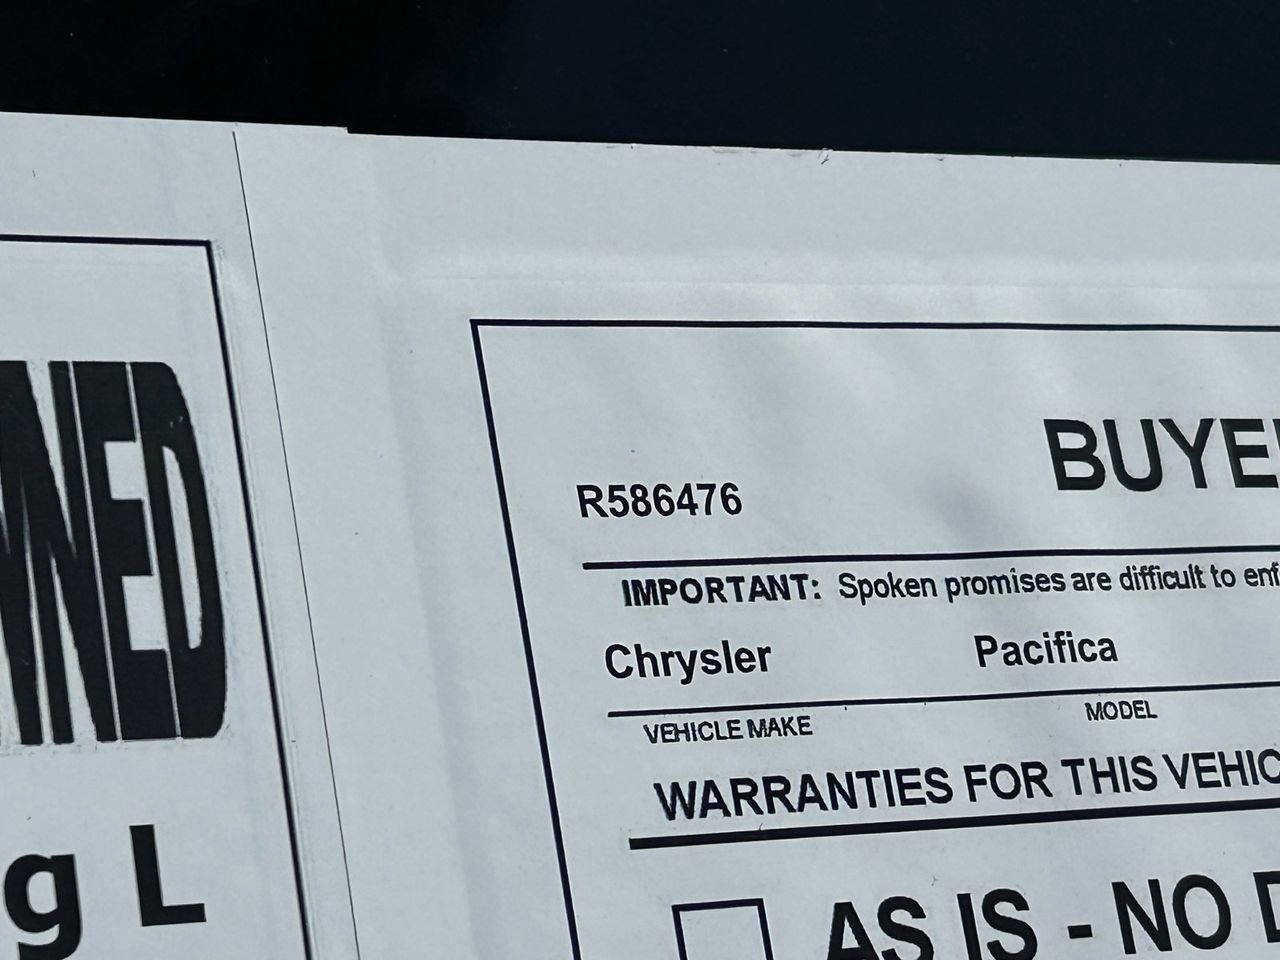 g L
BUYE
R586476
IMPORTANT: Spoken promises are difficult to enf
Chrysler Pacifica
VEHICLE MAKE MODEL
WARRANTIES FOR THIS VEHIC
AS IS - NO D